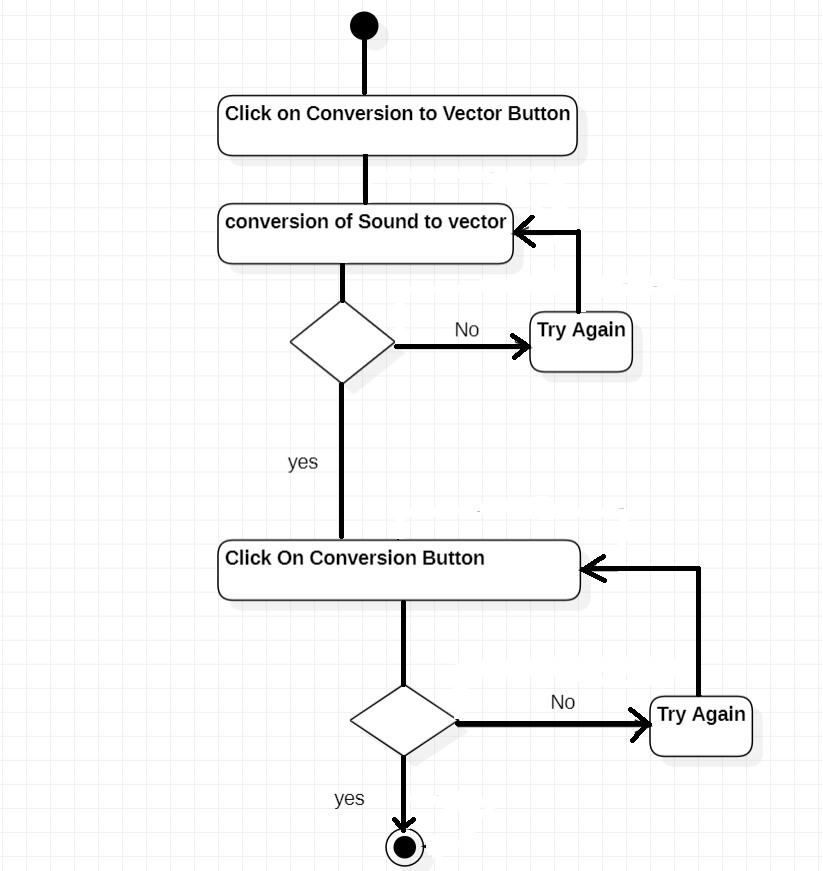 Click on Conversion to Vector Button
conversion of Sound to vector
No
Try Again
yes
Click On Conversion Button
No
Try Again
yes